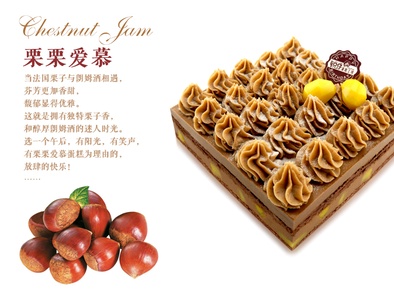 Chestnut Jam
栗栗爱慕
当法国栗子与朗姆酒相遇，
芬芳更加香甜，
馥郁显得优雅。
这就是拥有独特栗子香，
和醇厚朗姆酒的迷人时光。
选一个午后，有阳光，有笑声，
有栗栗爱慕蛋糕为理由的，
放肆的快乐！
……